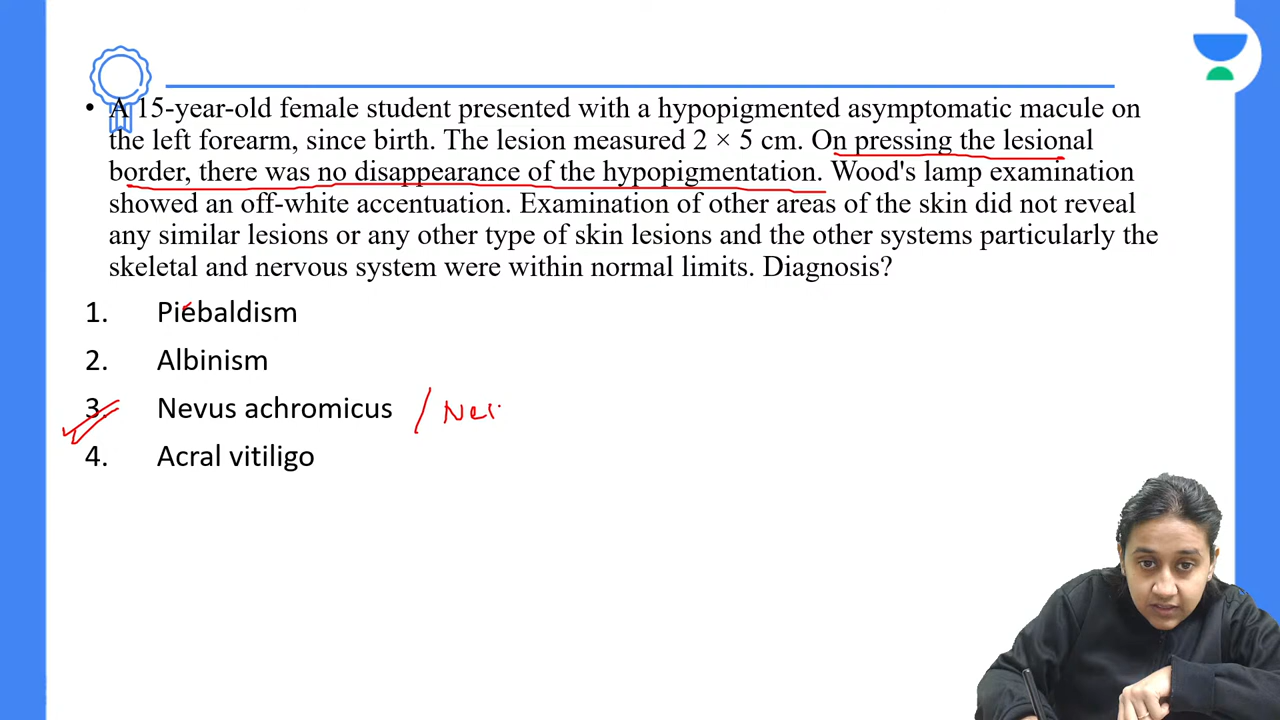 • A 15-year-old female student presented with a hypopigmented asymptomatic macule on
the left forearm, since birth. The lesion measured 2 × 5 cm. On pressing the lesional
border, there was no disappearance of the hypopigmentation. Wood's lamp examination
showed an off-white accentuation. Examination of other areas of the skin did not reveal
any similar lesions or any other type of skin lesions and the other systems particularly the
skeletal and nervous system were within normal limits. Diagnosis?
1. Piebaldism
2. Albinism
3. Nevus achromicus /
4. Acral vitiligo